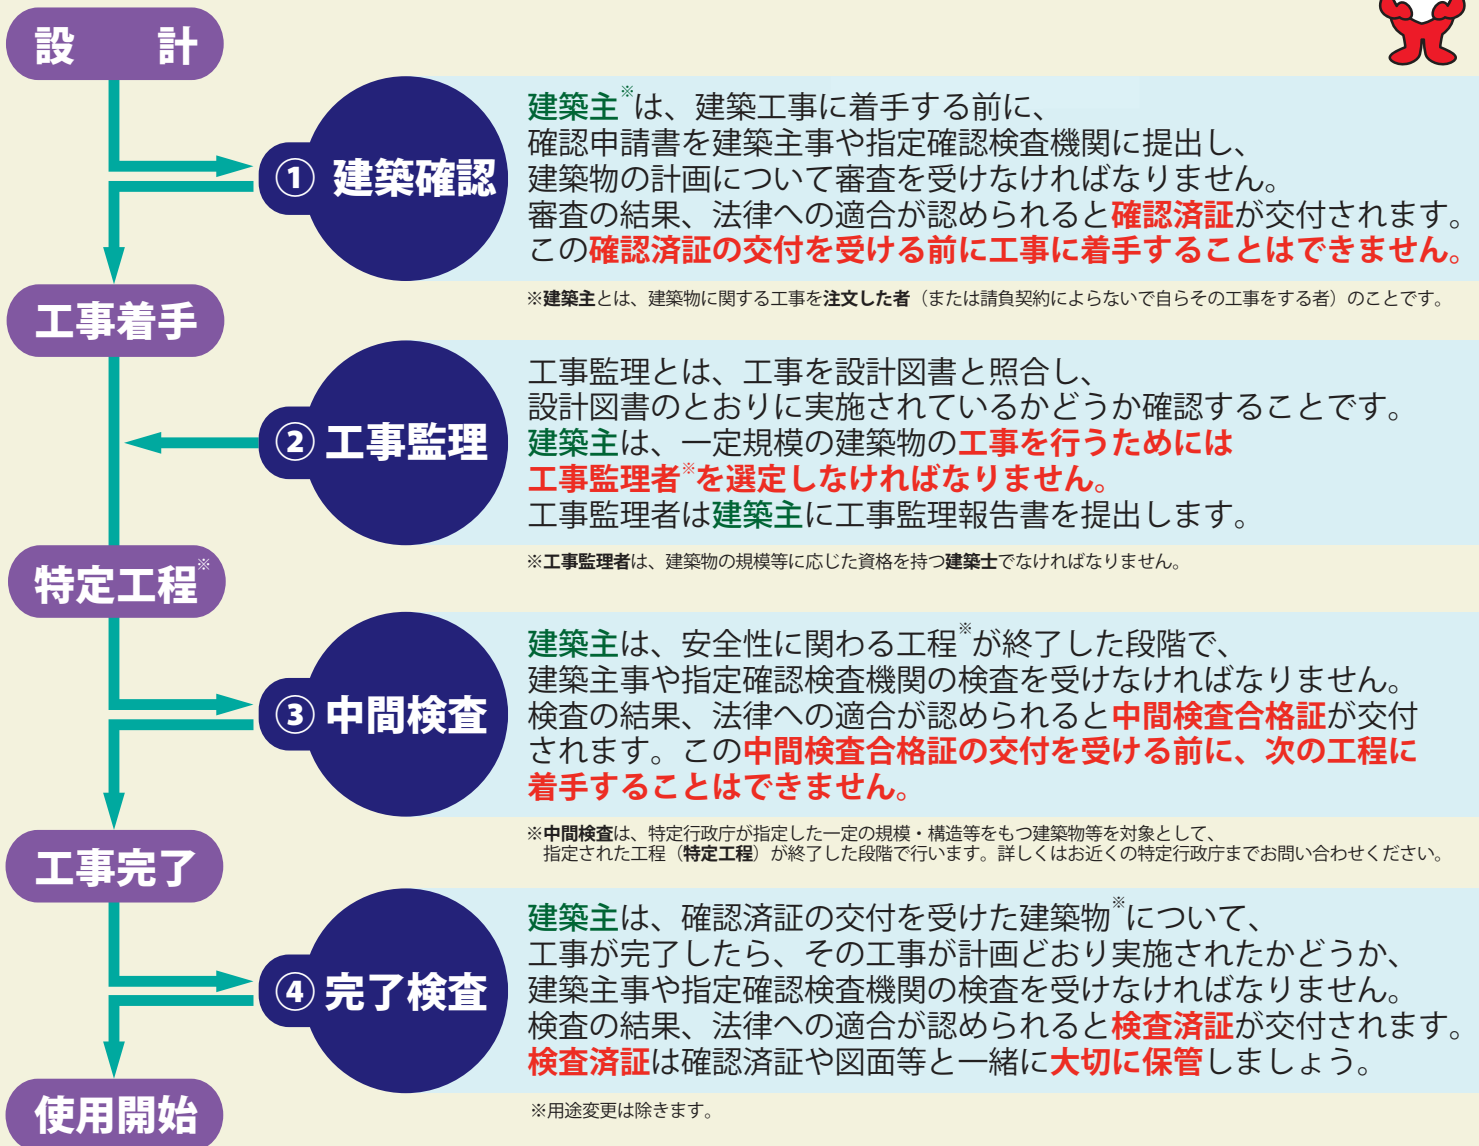 設　計
① 建築確認
建築主※は、建築工事に着手する前に、
確認申請書を建築主事や指定確認検査機関に提出し、
建築物の計画について審査を受けなければなりません。
審査の結果、法律への適合が認められると確認済証が交付されます。
この確認済証の交付を受ける前に工事に着手することはできません。
※建築主とは、建築物に関する工事を注文した者（または請負契約によらないで自らその工事をする者）のことです。
工事着手
② 工事監理
工事監理とは、工事を設計図書と照合し、
設計図書のとおりに実施されているかどうか確認することです。
建築主は、一定規模の建築物の工事を行うためには
工事監理者※を選定しなければなりません。
工事監理者は建築主に工事監理報告書を提出します。
※工事監理者は、建築物の規模等に応じた資格を持つ建築士でなければなりません。
特定工程※
③ 中間検査
建築主は、安全性に関わる工程※が終了した段階で、
建築主事や指定確認検査機関の検査を受けなければなりません。
検査の結果、法律への適合が認められると中間検査合格証が交付
されます。この中間検査合格証の交付を受ける前に、次の工程に
着手することはできません。
※中間検査は、特定行政庁が指定した一定の規模・構造等をもつ建築物等を対象として、
指定された工程（特定工程）が終了した段階で行います。詳しくはお近くの特定行政庁までお問い合わせください。
工事完了
④ 完了検査
建築主は、確認済証の交付を受けた建築物※について、
工事が完了したら、その工事が計画どおり実施されたかどうか、
建築主事や指定確認検査機関の検査を受けなければなりません。
検査の結果、法律への適合が認められると検査済証が交付されます。
検査済証は確認済証や図面等と一緒に大切に保管しましょう。
※用途変更は除きます。
使用開始